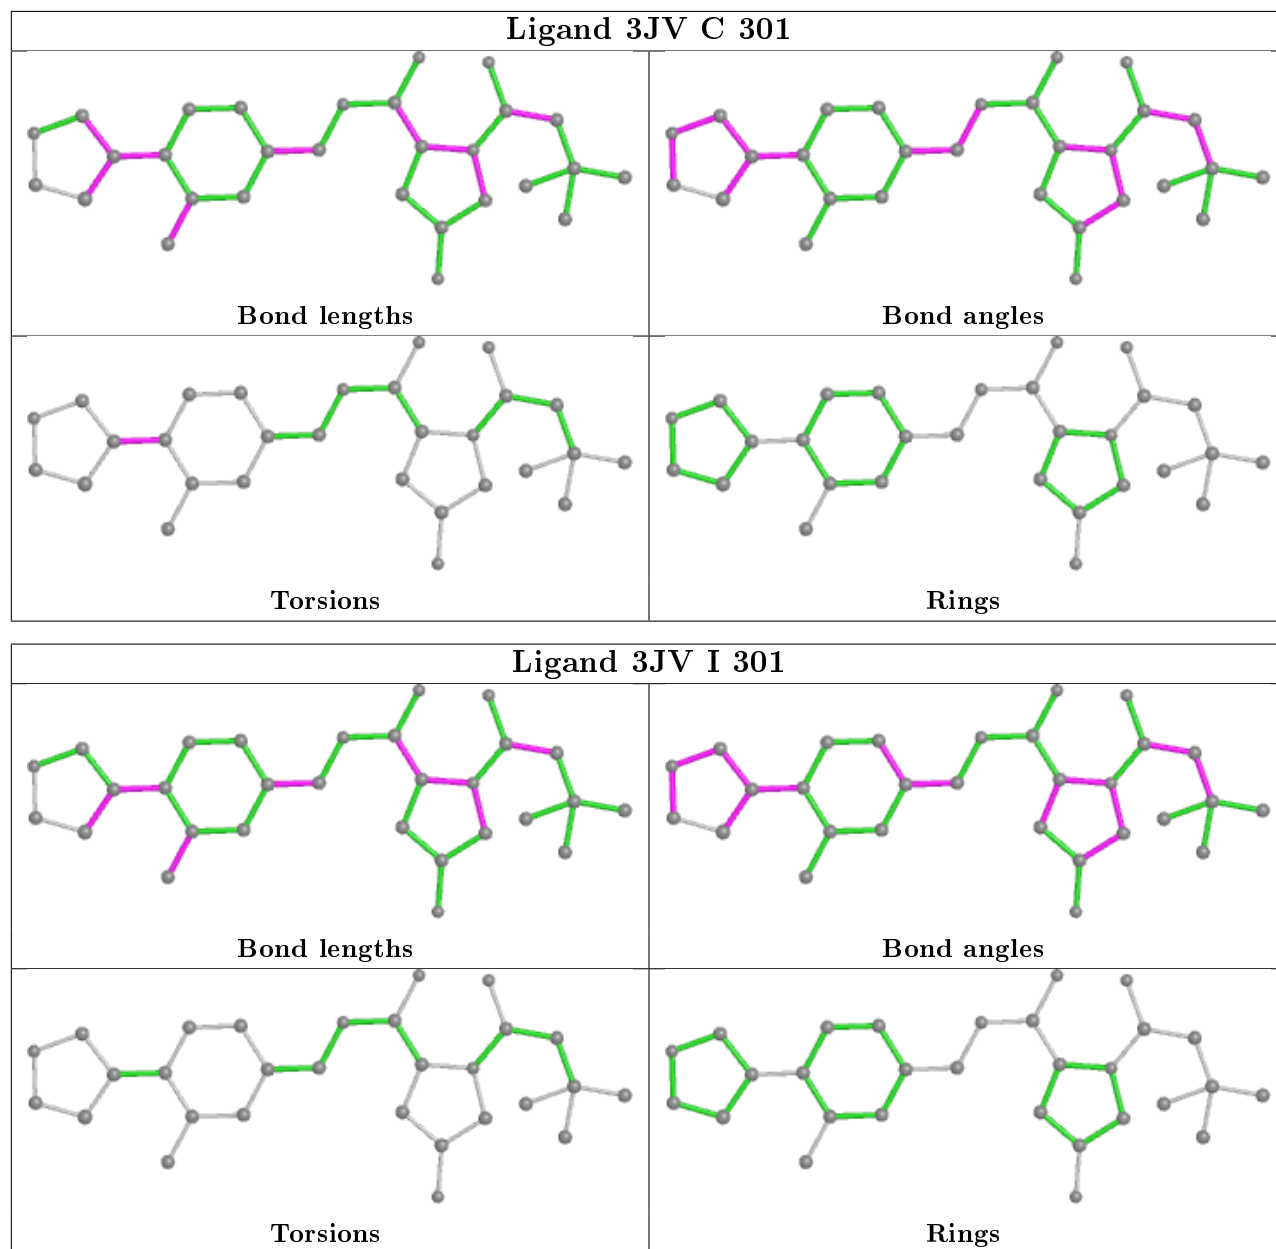 Ligand 3JV C 301
Bond lengths
Bond angles
Torsions
Rings
Ligand 3JV I 301
Bond lengths
Bond angles
Torsions
Rings